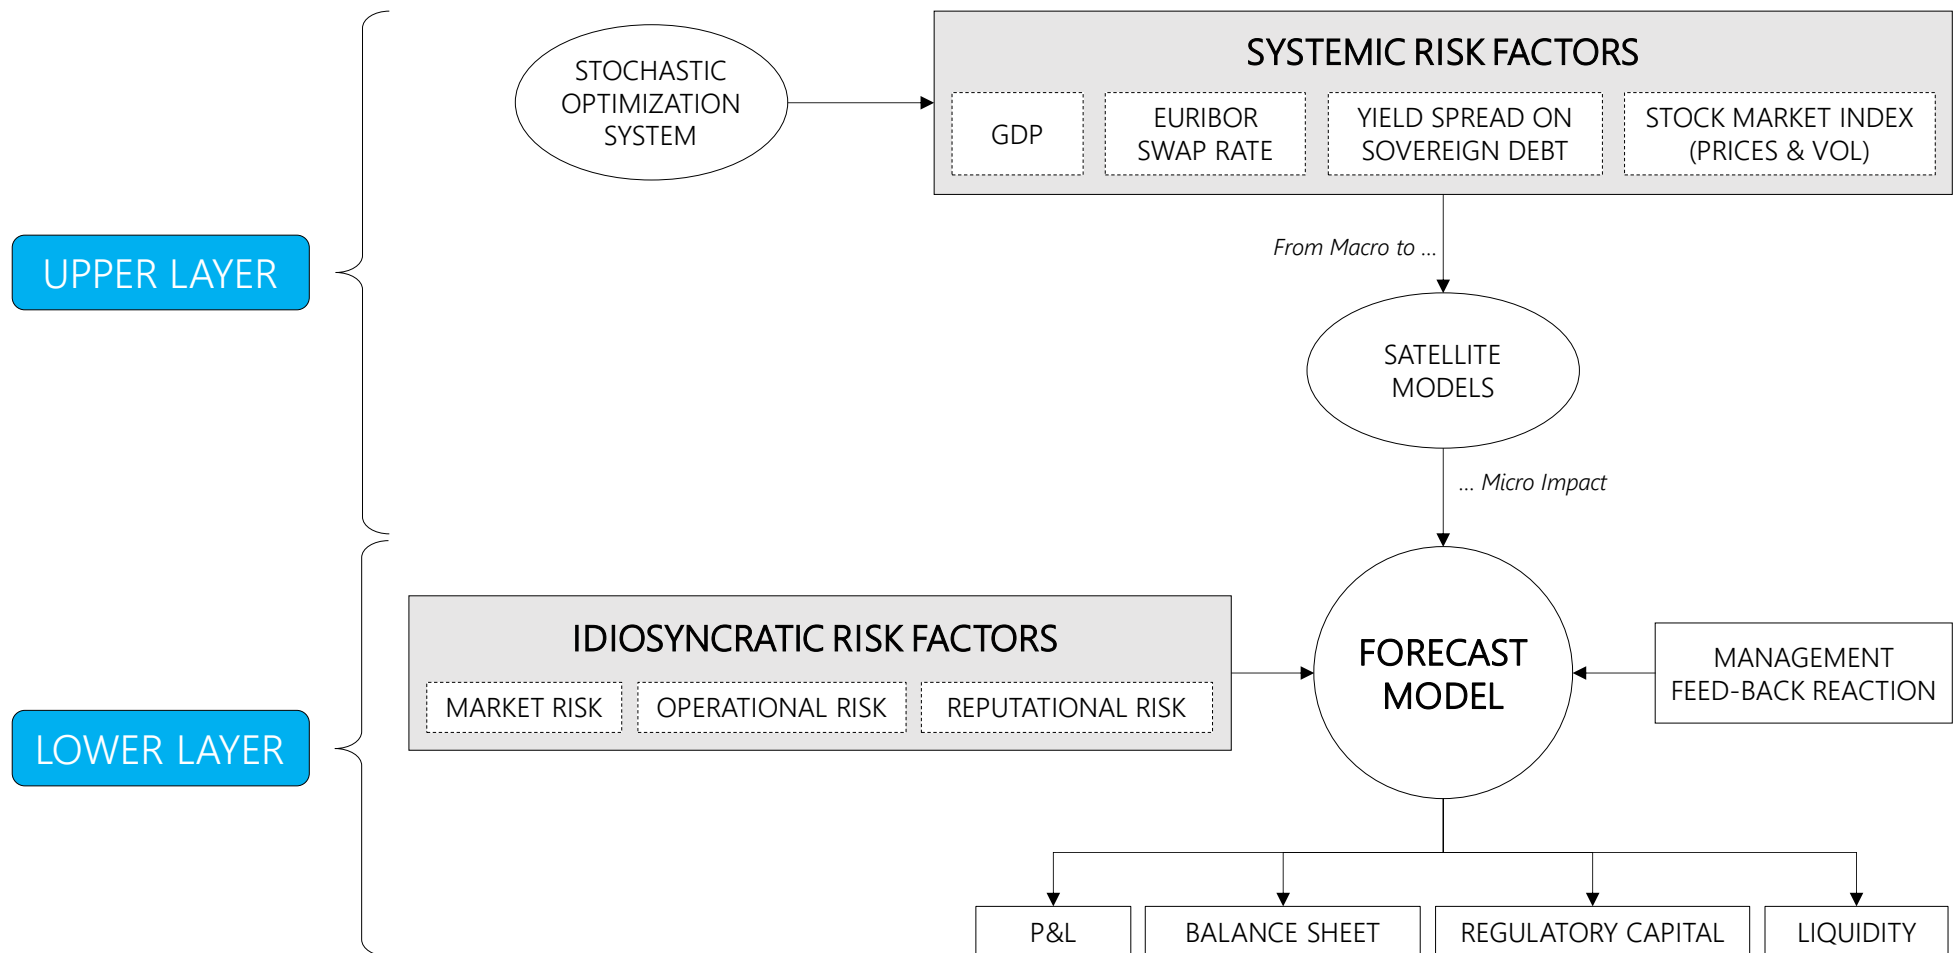 STOCHASTIC
OPTIMIZATION
SYSTEM
SYSTEMIC RISK FACTORS
GDP
EURIBOR
SWAP RATE
YIELD SPREAD ON
SOVEREIGN DEBT
STOCK MARKET INDEX
(PRICES & VOL)
From Macro to ...
UPPER LAYER
SATELLITE
MODELS
... Micro Impact
IDIOSYNCRATIC RISK FACTORS
MARKET RISK
OPERATIONAL RISK
REPUTATIONAL RISK
FORECAST
MODEL
MANAGEMENT
FEED-BACK REACTION
LOWER LAYER
P&L
BALANCE SHEET
REGULATORY CAPITAL
LIQUIDITY